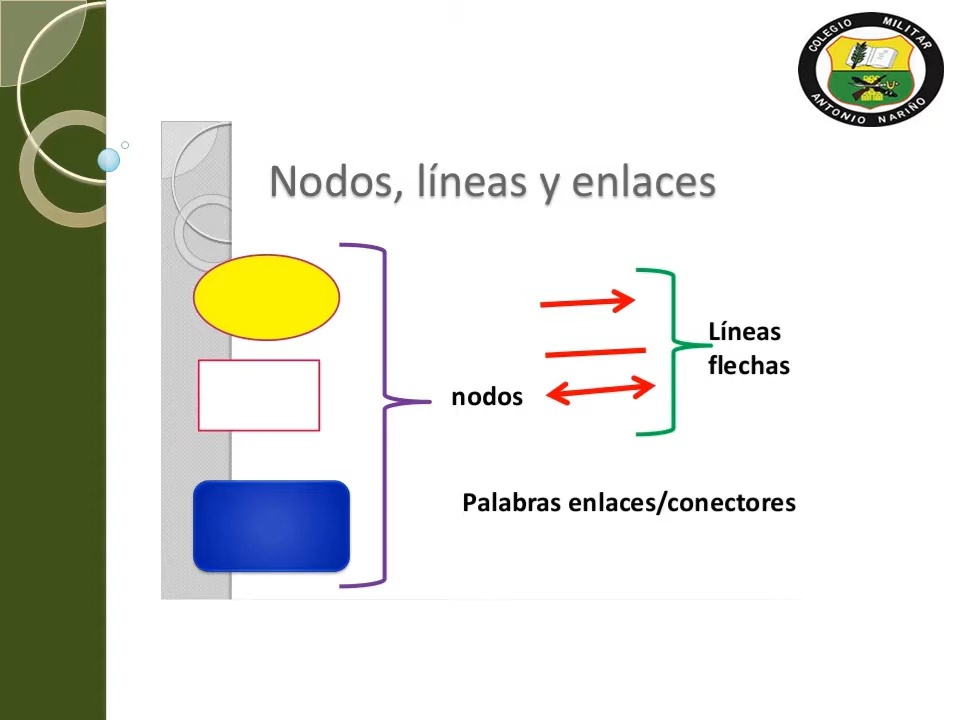 COLEGIO MILITAR
ANTONIO NARIÑO
Nodos, líneas y enlaces
Líneas
flechas
nodos
Palabras enlaces/conectores